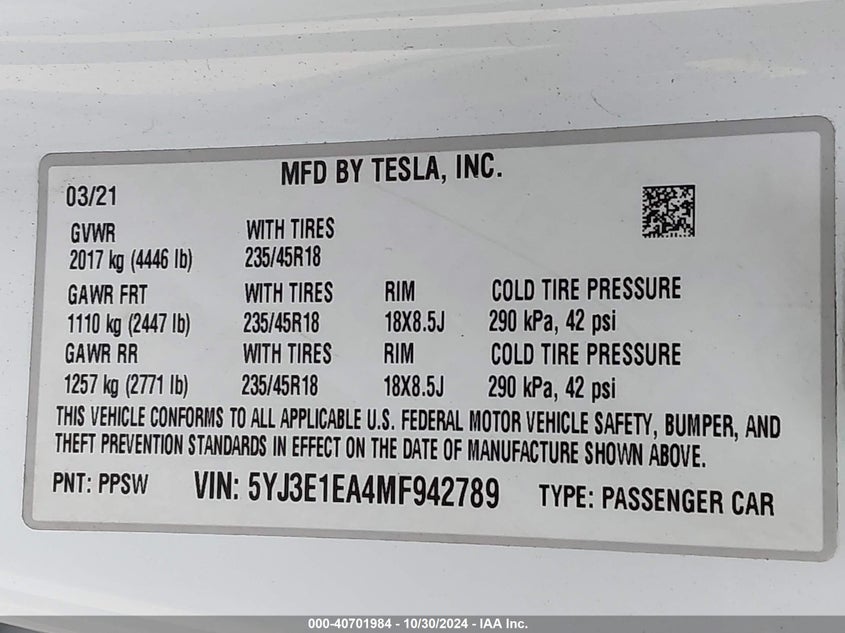 MFD BY TESLA, INC.
03/21
GVWR WITH TIRES
2017 kg (4446 lb) 235/45R18
GAWR FRT WITH TIRES RIM COLD TIRE PRESSURE
1110 kg (2447 lb) 235/45R18 18X8.5J 290 kPa, 42 psi
GAWR RR WITH TIRES RIM COLD TIRE PRESSURE
1257 kg (2771 lb) 235/45R18 18X8.5J 290 kPa, 42 psi
THIS VEHICLE CONFORMS TO ALL APPLICABLE U.S. FEDERAL MOTOR VEHICLE SAFETY, BUMPER, AND
THEFT PREVENTION STANDARDS IN EFFECT ON THE DATE OF MANUFACTURE SHOWN ABOVE.
PNT: PPSW VIN: 5YJ3E1EA4MF942789 TYPE: PASSENGER CAR
000-40701984 - 10/30/2024 - IAA Inc.